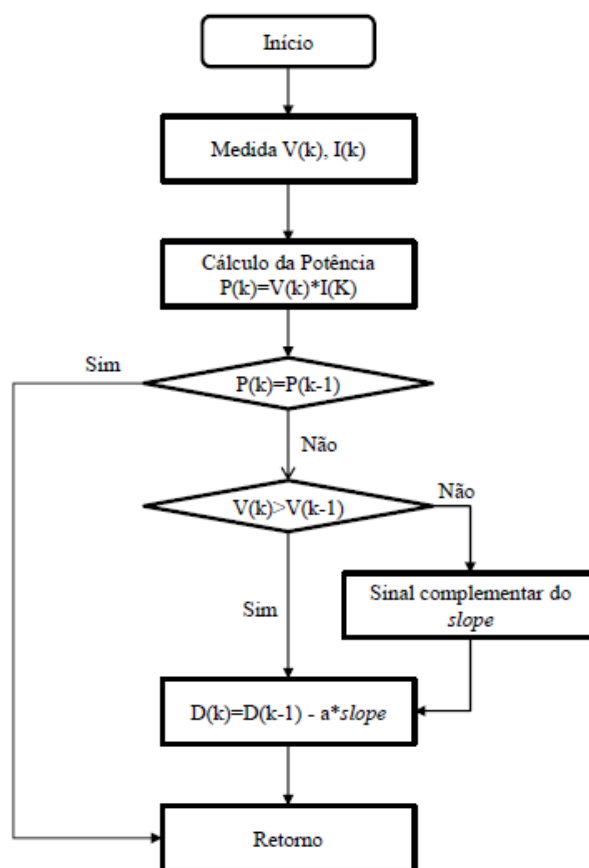 Início
Medida V(k), I(k)
Cálculo da Potência
P(k)=V(k)*I(K)
Sim
P(k)=P(k-1)
Não
V(k)>V(k-1)
Não
Sinal complementar do
slope
Sim
D(k)=D(k-1) - a*slope
Retorno